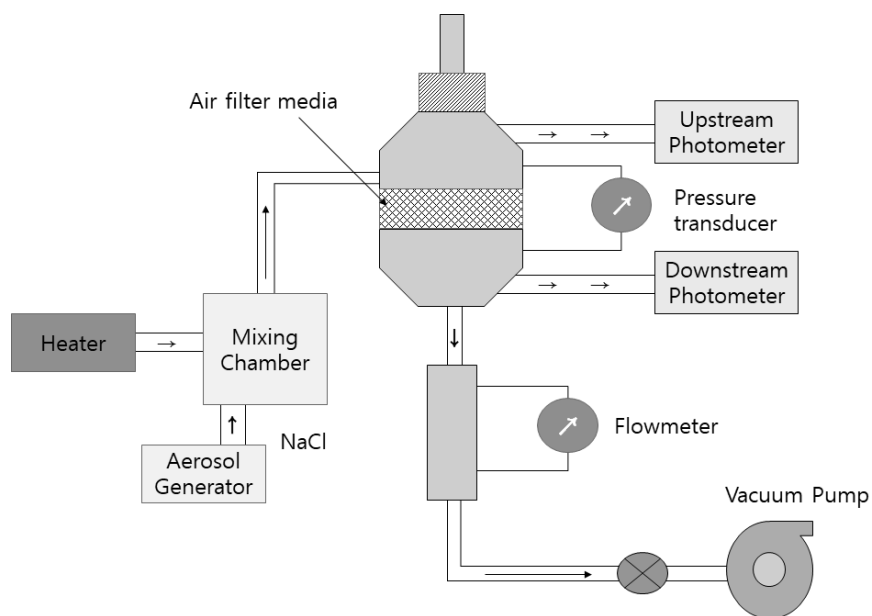 Air filter media
Upstream
Photometer
Pressure
transducer
Downstream
Photometer
Heater
Mixing
Chamber
NaCl
Aerosol
Generator
Flowmeter
Vacuum Pump